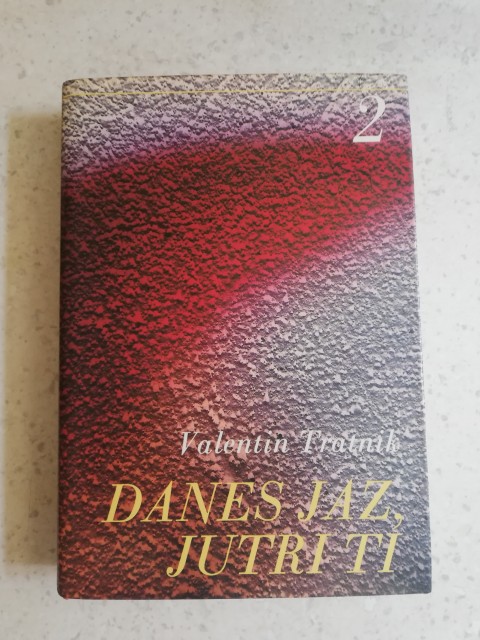 2
Valentin Tratnik
DANES JAZ,
JUTRI TI